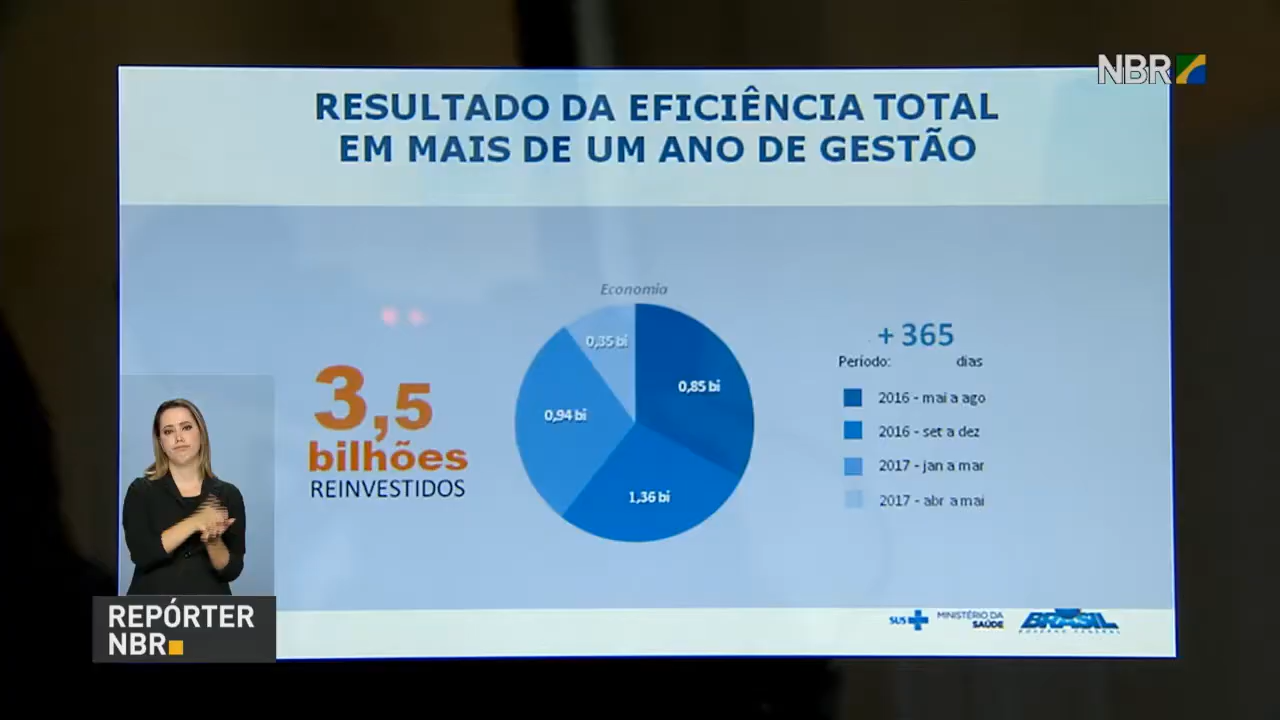 NBR
RESULTADO DA EFICIÊNCIA TOTAL
EM MAIS DE UM ANO DE GESTÃO
Economia
0,35 bi
0,85 bi
0,94 bi
1,36 bi
3,5
bilhões
REINVESTIDOS
+ 365
Período: dias
2016 - mai a ago
2016 - set a dez
2017 - jan a mar
2017 - abr a mai
REPÓRTER
NBR
SUS
MINISTÉRIO DA
SAÚDE
BRASIL
GOVERNO FEDERAL